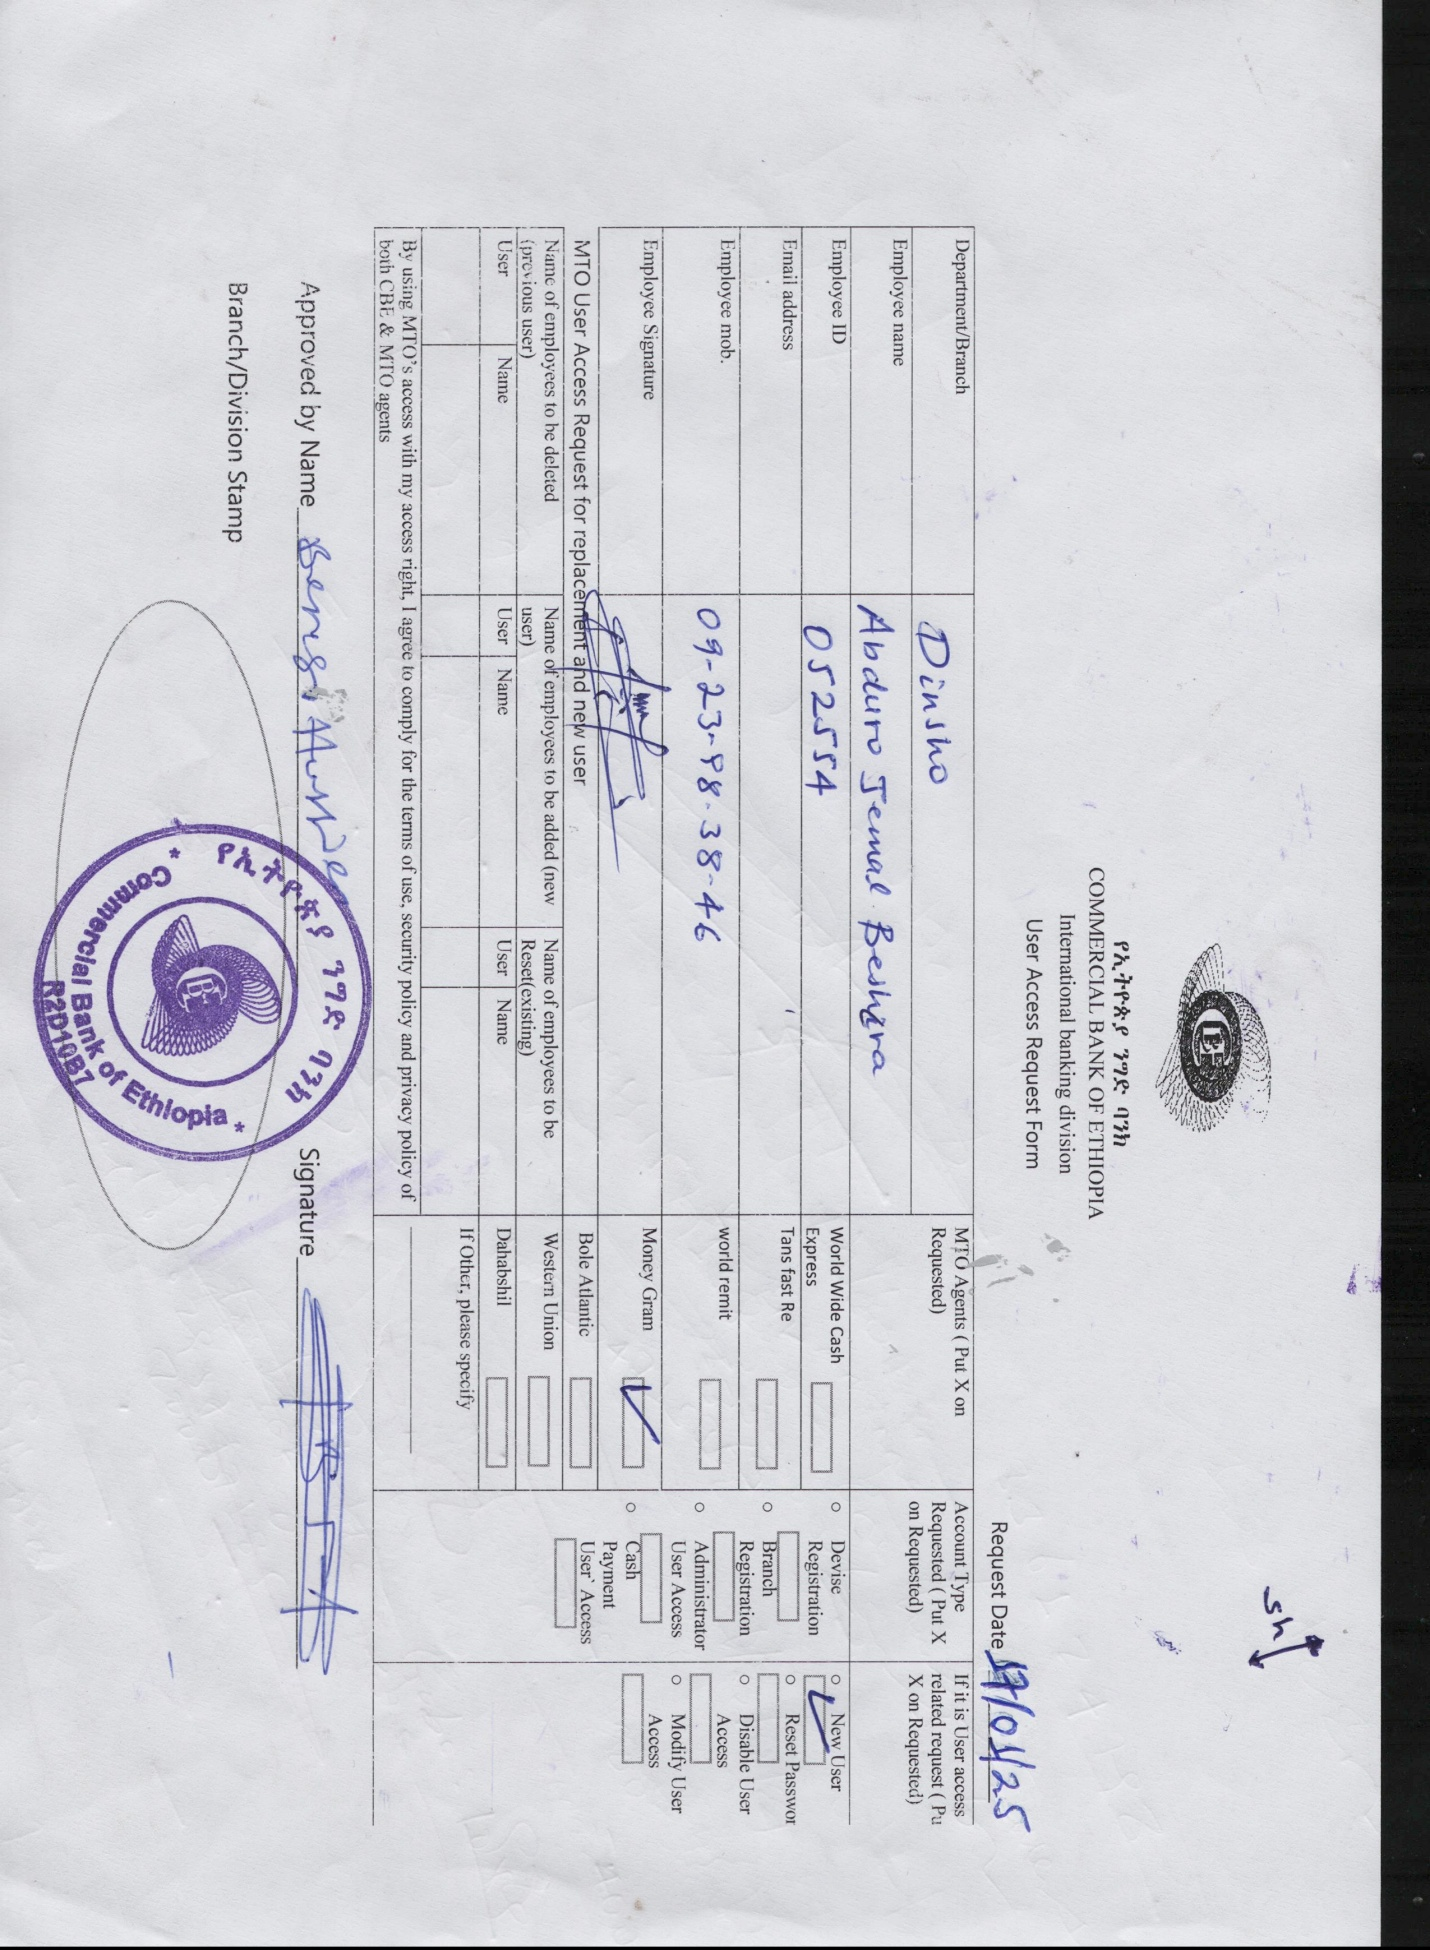 sh
የኢትዮጵያ ንግድ ባንክ
COMMERCIAL BANK OF ETHIOPIA
International banking division
User Access Request Form
Request Date 17/01/25
Department/Branch
Dinsho
MTO Agents ( Put X on
Requested)
Account Type
Requested ( Put X
on Requested)
If it is User access
related request ( Pu
X on Requested)
Employee name
Abduro Jemal Beshira
Employee ID
052554
World Wide Cash
Express
Email address
Tans fast Re
Employee mob.
09-23-98-38-46
world remit
Employee Signature
Money Gram
MTO User Access Request for replacement and new user
Bole Atlantic
Name of employees to be deleted
(previous user)
Name of employees to be added (new
user)
Name of employees to be
Reset(existing)
Western Union
User
Name
User
Name
User
Name
Dahabshil
If Other, please specify
Devise
Registration
Branch
Registration
Administrator
User Access
Cash
Payment
User' Access
New User
Reset Passwor
Disable User
Access
Modify User
Access
By using MTO's access with my access right, I agree to comply for the terms of use, security policy and privacy policy of
both CBE & MTO agents
Approved by Name
Signature
Branch/Division Stamp
የኢትዮጵያ ንግድ ባንክ
* Commercial Bank of Ethiopia *
R2D10B7
CBE